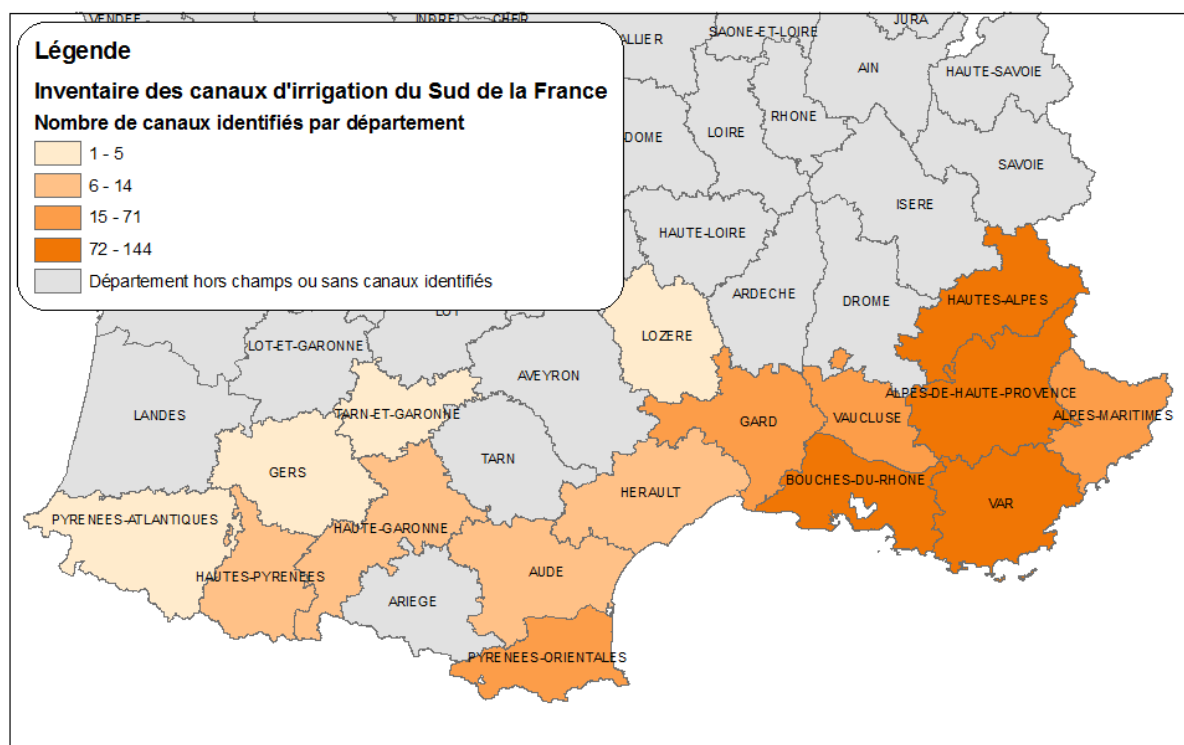 VENDEE
INDRE
CHER
JURA
Légende
ALLIER
SAONE-ET-LOIRE
AIN
HAUTE-SAVOIE
Inventaire des canaux d'irrigation du Sud de la France
Nombre de canaux identifiés par département
1 - 5
6 - 14
15 - 71
72 - 144
Département hors champs ou sans canaux identifiés
-DOME
LOIRE
RHONE
SAVOIE
ISERE
HAUTE-LOIRE
ARDECHE
DROME
HAUTES-ALPES
LOT
LOZERE
LOT-ET-GARONNE
AVEYRON
LANDES
TARN-ET-GARONNE
ALPES-DE-HAUTE-PROVENCE
GARD
VAUCLUSE
ALPES-MARITIMES
TARN
GERS
BOUCHES-DU-RHONE
HERAULT
VAR
PYRENEES-ATLANTIQUES
HAUTE-GARONNE
HAUTES-PYRENEES
AUDE
ARIEGE
PYRENEES-ORIENTALES